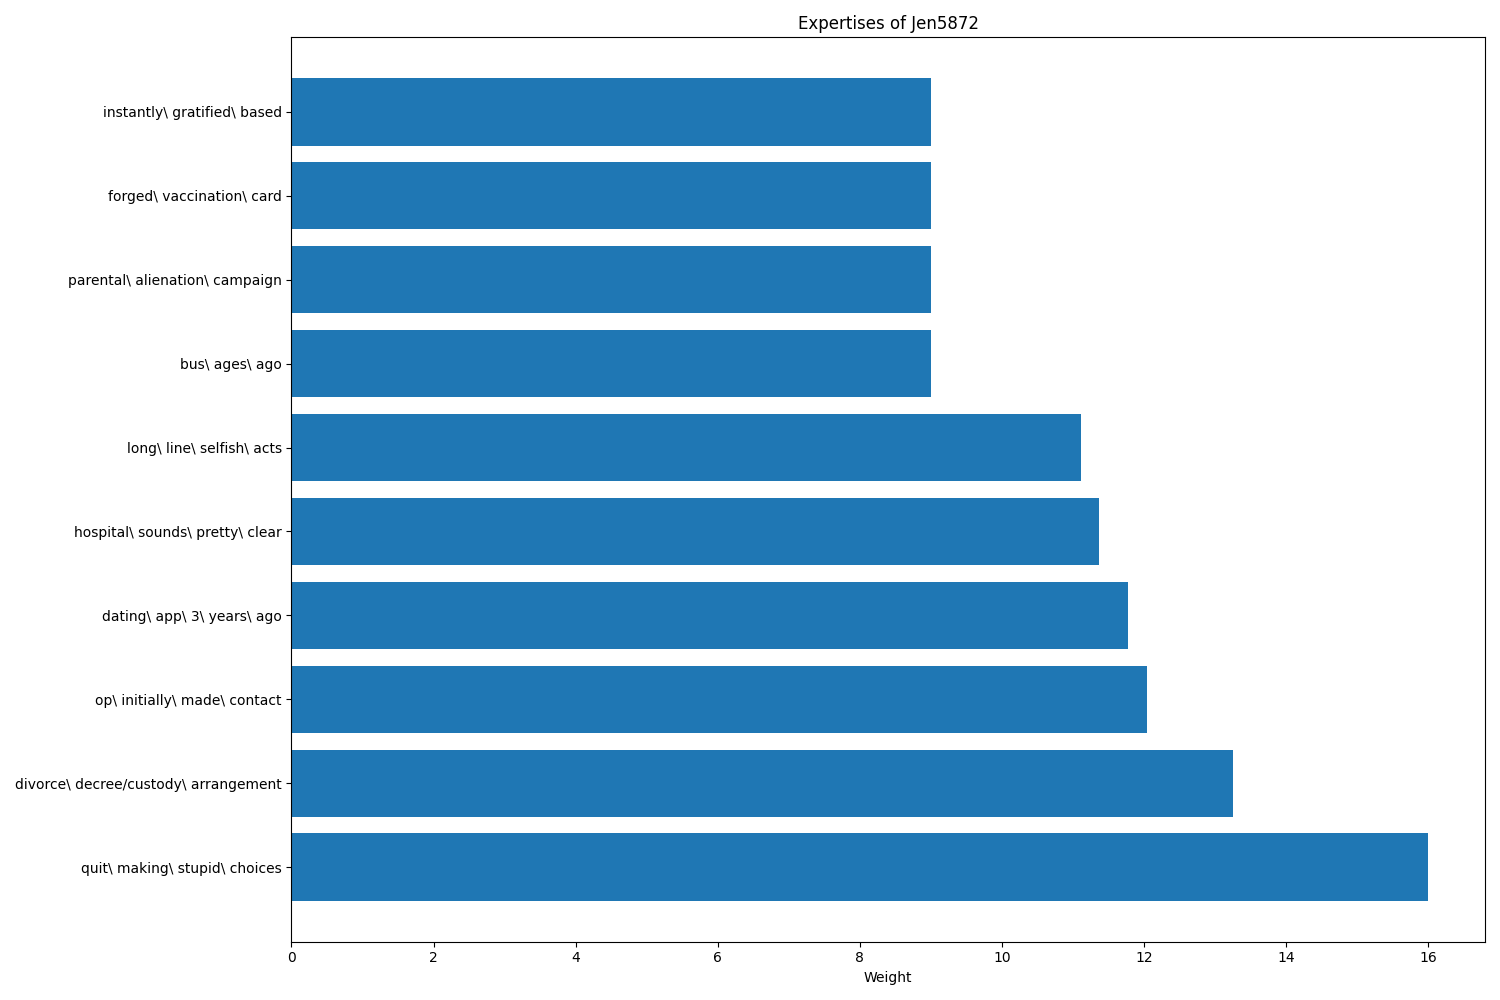 Expertises of Jen5872
instantly\ gratified\ based
forged\ vaccination\ card
parental\ alienation\ campaign
bus\ ages\ ago
long\ line\ selfish\ acts
hospital\ sounds\ pretty\ clear
dating\ app\ 3\ years\ ago
op\ initially\ made\ contact
divorce\ decree/custody\ arrangement
quit\ making\ stupid\ choices
0 2 4 6 8 10 12 14 16
Weight